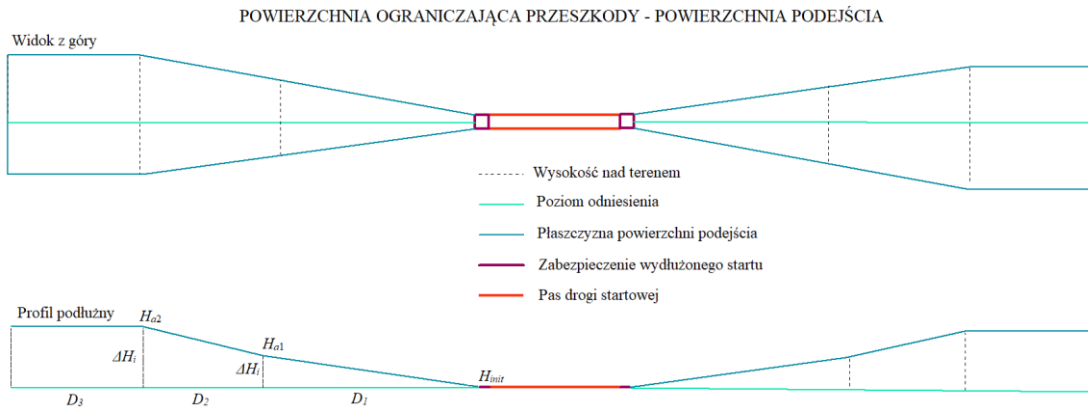 POWIERZCHNIA OGRANICZAJĄCA PRZESZKODY - POWIERZCHNIA PODEJŚCIA
Widok z góry
Wysokość nad terenem
Poziom odniesienia
Płaszczyzna powierzchni podejścia
Zabezpieczenie wydłużonego startu
Pas drogi startowej
Profil podłużny
Ha2
Ha1
ΔHi
ΔHi
Hinit
D3
D2
D1